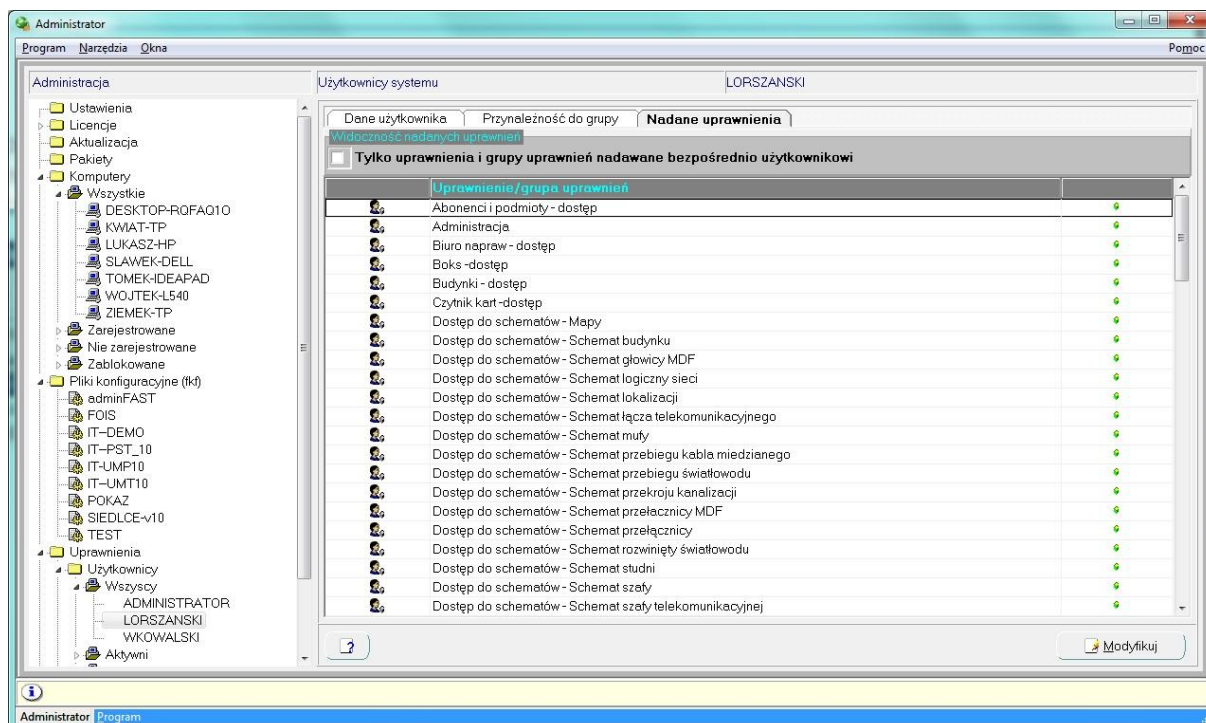 Administrator
Program Narzędzia Okna Pomoc
Administracja
Ustawienia
Licencje
Aktualizacja
Pakiety
Komputery
Wszystkie
DESKTOP-RQFAQ1O
KWIAT-TP
LUKASZ-HP
SLAWEK-DELL
TOMEK-IDEAPAD
WOJTEK-L540
ZIEMEK-TP
Zarejestrowane
Nie zarejestrowane
Zablokowane
Pliki konfiguracyjne (fkf)
adminFAST
FOIS
IT-DEMO
IT-PST_10
IT-UMP10
IT-UMT10
POKAZ
SIEDLCE-v10
TEST
Uprawnienia
Użytkownicy
Wszyscy
ADMINISTRATOR
LORSZANSKI
WKOWALSKI
Aktywni
Użytkownicy systemu LORSZANSKI
Dane użytkownika Przynależność do grupy Nadane uprawnienia
Widoczność nadanych uprawnień
Tylko uprawnienia i grupy uprawnień nadawane bezpośrednio użytkownikowi
Uprawnienie/grupa uprawnień
Abonenci i podmioty - dostęp
Administracja
Biuro napraw - dostęp
Boks -dostęp
Budynki - dostęp
Czytnik kart -dostęp
Dostęp do schematów - Mapy
Dostęp do schematów - Schemat budynku
Dostęp do schematów - Schemat głowicy MDF
Dostęp do schematów - Schemat logiczny sieci
Dostęp do schematów - Schemat lokalizacji
Dostęp do schematów - Schemat łącza telekomunikacyjnego
Dostęp do schematów - Schemat mufy
Dostęp do schematów - Schemat przebiegu kabla miedzianego
Dostęp do schematów - Schemat przebiegu światłowodu
Dostęp do schematów - Schemat przekroju kanalizacji
Dostęp do schematów - Schemat przełacznicy MDF
Dostęp do schematów - Schemat przełącznicy
Dostęp do schematów - Schemat rozwinięty światłowodu
Dostęp do schematów - Schemat studni
Dostęp do schematów - Schemat szafy
Dostęp do schematów - Schemat szafy telekomunikacyjnej
Modyfikuj
Administrator Program